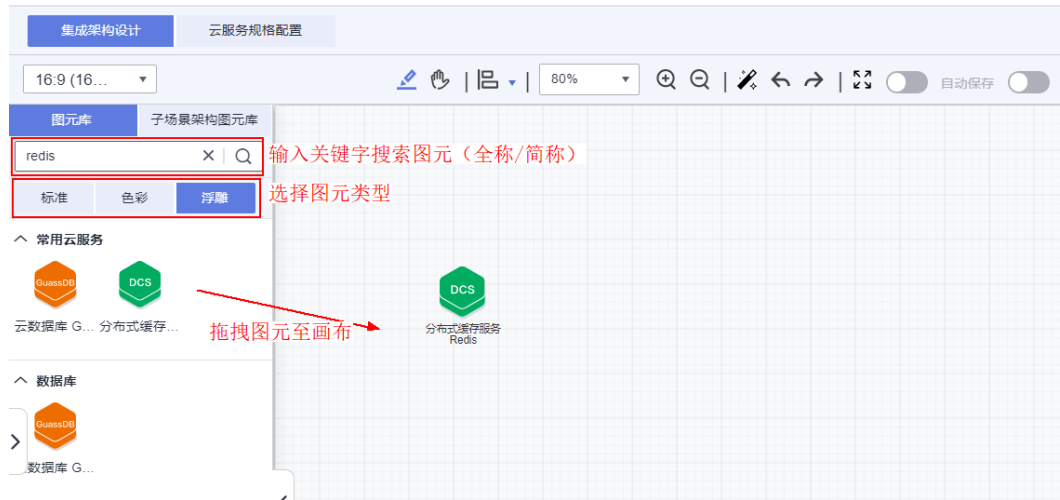 集成架构设计 云服务规格配置
16:9 (16... 80% 自动保存
图元库 子场景架构图元库
redis 输入关键字搜索图元（全称/简称）
标准 色彩 浮雕 选择图元类型
常用云服务
GuassDB DCS DCS
云数据库 G... 分布式缓存... 拖拽图元至画布 分布式缓存服务
Redis
数据库
GuassDB
数据库 G...